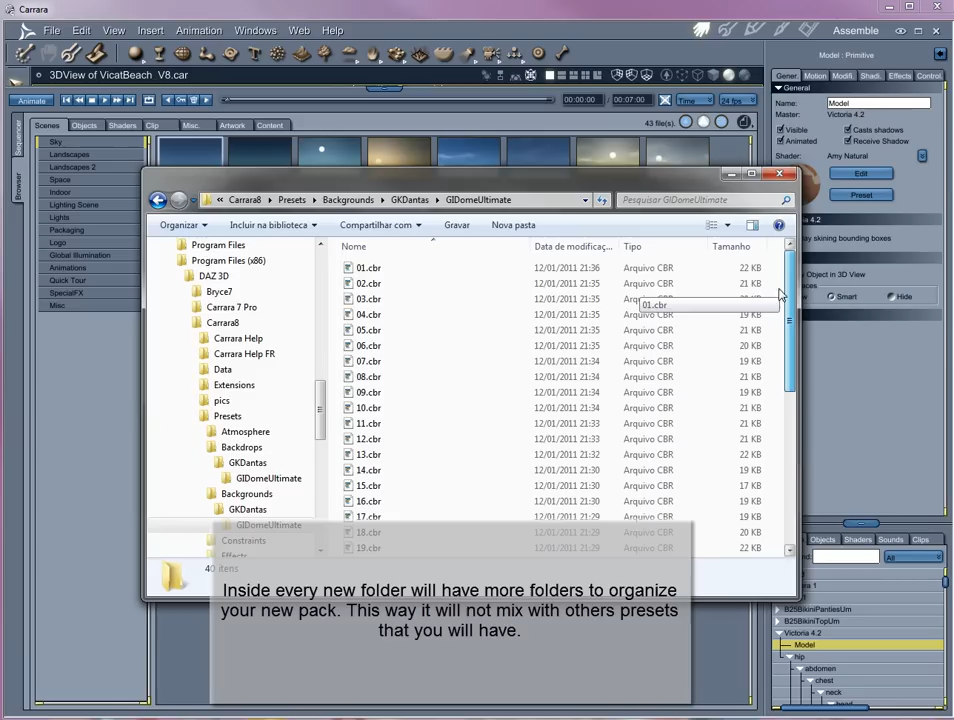 Carrara
File Edit View Insert Animation Windows Web Help
Assemble
3DView of VicatBeach V8.car
Model : Primitive
Gener. Motion Modifi. Shadi. Effects Control.
Animate
00:00:00
00:07:00
Time
24 fps
General
Name: Model
Master: Victoria 4.2
Visible Casts shadows
Animated Receive Shadow
Shader: Amy Natural
Edit
Preset
Sequencer
Browser
Scenes Objects Shaders Clip Misc. Artwork Content
43 file(s).
Sky
Landscapes
Landscapes 2
Space
Indoor
Lighting Scene
Lights
Packaging
Logo
Global Illumination
Animations
Quick Tour
SpecialFX
Misc
« Carrara8 Presets Backgrounds GKDantas GIDomeUltimate
Pesquisar GIDomeUltimate
Organizar Incluir na biblioteca Compartilhar com Gravar Nova pasta
Program Files
Program Files (x86)
DAZ 3D
Bryce7
Carrara 7 Pro
Carrara8
Carrara Help
Carrara Help FR
Data
Extensions
pics
Presets
Atmosphere
Backdrops
GKDantas
GIDomeUltimate
Backgrounds
GKDantas
GIDomeUltimate
Constraints
Effects
Nome Data de modificaç... Tipo Tamanho
01.cbr 12/01/2011 21:36 Arquivo CBR 22 KB
02.cbr 12/01/2011 21:35 Arquivo CBR 21 KB
03.cbr 12/01/2011 21:35 Arquivo CBR 20 KB
01.cbr
04.cbr 12/01/2011 21:35 Arquivo CBR 19 KB
05.cbr 12/01/2011 21:35 Arquivo CBR 21 KB
06.cbr 12/01/2011 21:35 Arquivo CBR 20 KB
07.cbr 12/01/2011 21:34 Arquivo CBR 19 KB
08.cbr 12/01/2011 21:34 Arquivo CBR 21 KB
09.cbr 12/01/2011 21:34 Arquivo CBR 19 KB
10.cbr 12/01/2011 21:34 Arquivo CBR 21 KB
11.cbr 12/01/2011 21:33 Arquivo CBR 21 KB
12.cbr 12/01/2011 21:33 Arquivo CBR 21 KB
13.cbr 12/01/2011 21:32 Arquivo CBR 22 KB
14.cbr 12/01/2011 21:30 Arquivo CBR 19 KB
15.cbr 12/01/2011 21:30 Arquivo CBR 17 KB
16.cbr 12/01/2011 21:30 Arquivo CBR 19 KB
17.cbr 12/01/2011 21:29 Arquivo CBR 19 KB
18.cbr 12/01/2011 21:29 Arquivo CBR 20 KB
19.cbr 12/01/2011 21:29 Arquivo CBR 22 KB
40 itens
Inside every new folder will have more folders to organize
your new pack. This way it will not mix with others presets
that you will have.
4.2
skining bounding boxes
Object in 3D View
Smart Hide
Objects Shaders Sounds Clips
All
B25BikiniPantiesUm
B25BikiniTopUm
Victoria 4.2
Model
hip
abdomen
chest
neck
head